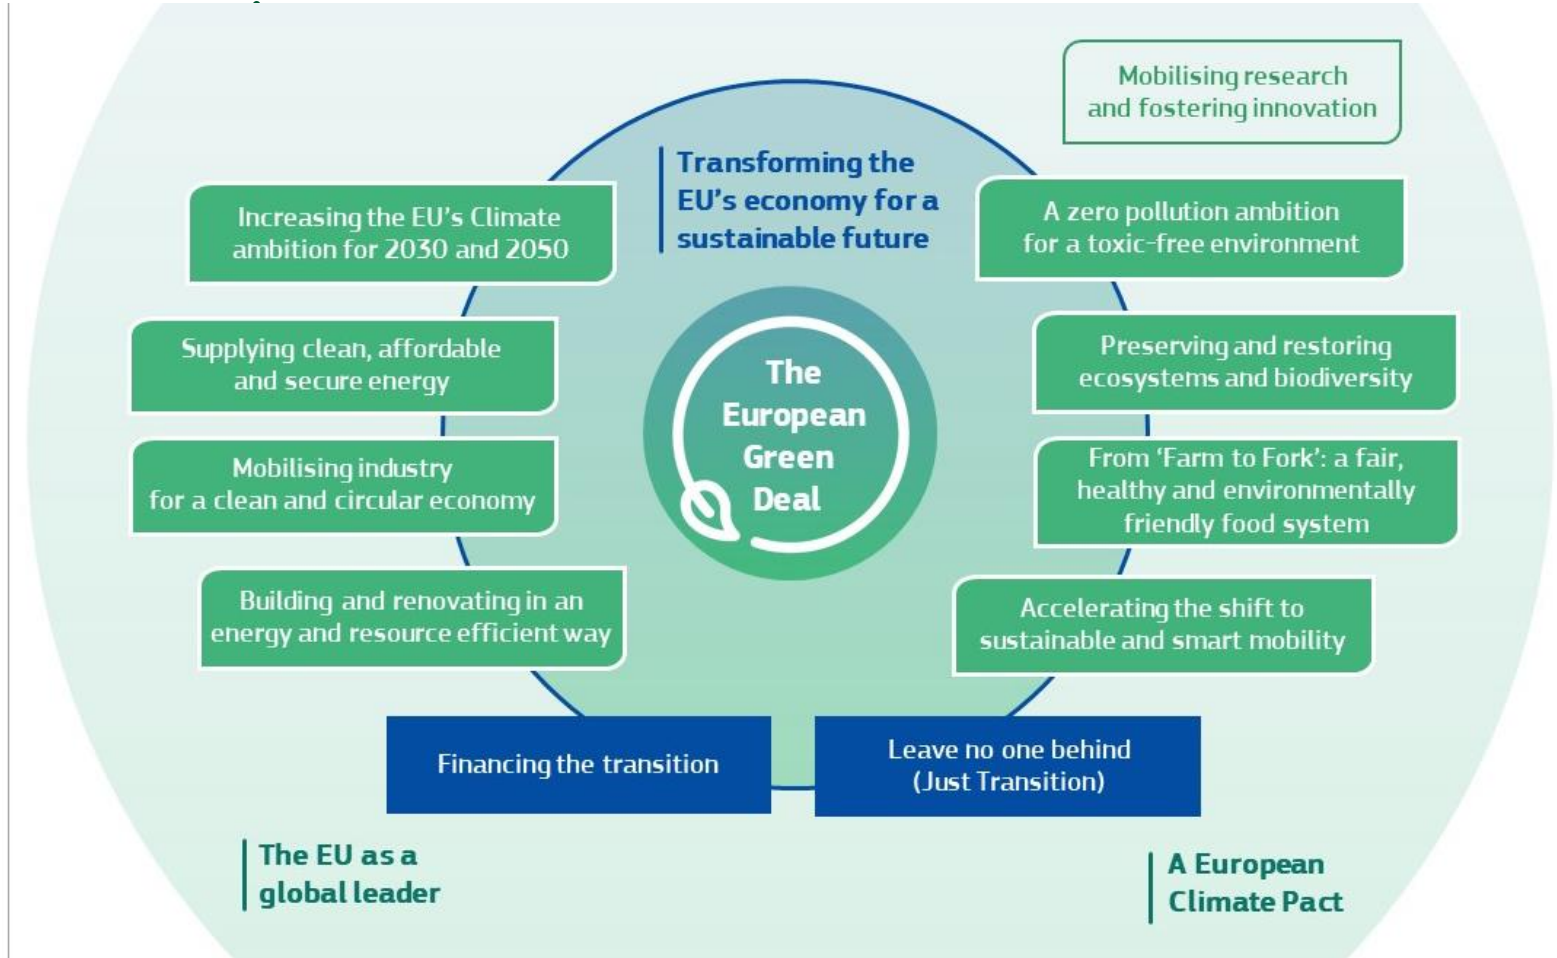 Mobilising research
and fostering innovation
Transforming the
EU's economy for a
sustainable future
Increasing the EU's Climate
ambition for 2030 and 2050
A zero pollution ambition
for a toxic-free environment
Supplying clean, affordable
and secure energy
Preserving and restoring
ecosystems and biodiversity
The
European
Green
Deal
Mobilising industry
for a clean and circular economy
From ‘Farm to Fork’: a fair,
healthy and environmentally
friendly food system
Building and renovating in an
energy and resource efficient way
Accelerating the shift to
sustainable and smart mobility
Financing the transition
Leave no one behind
(Just Transition)
The EU as a
global leader
A European
Climate Pact